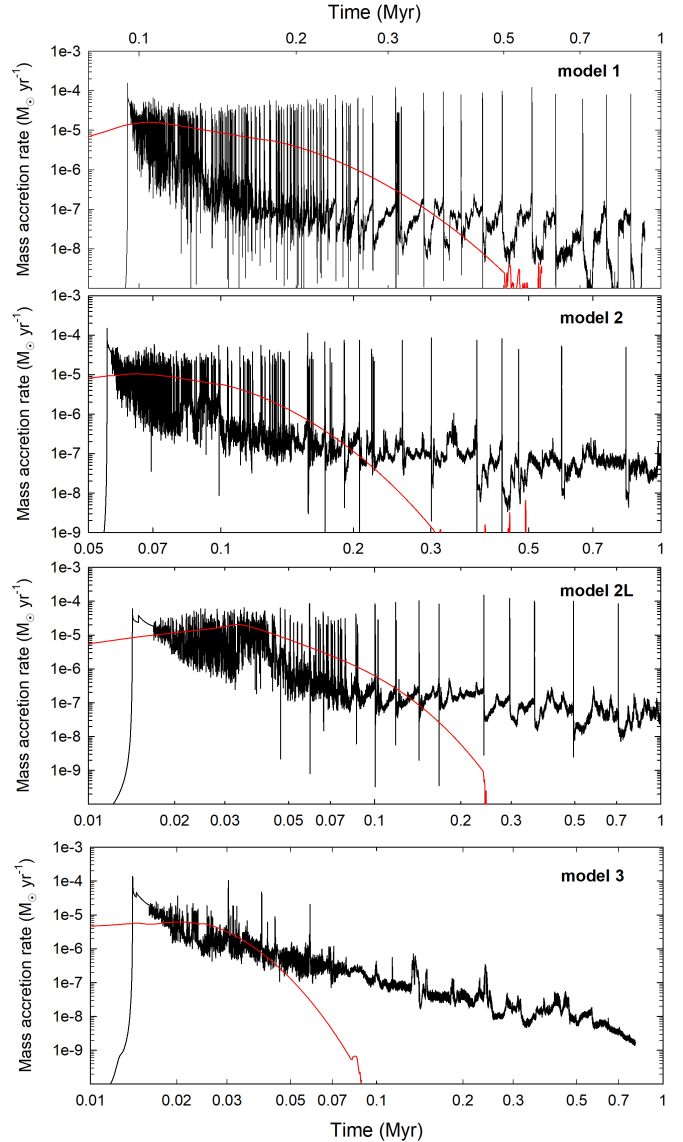 Time (Myr)
0.1 0.2 0.3 0.5 0.7 1
Mass accretion rate (M☉ yr-1)
1e-3
1e-4
1e-5
1e-6
1e-7
1e-8
model 1
Mass accretion rate (M☉ yr-1)
1e-3
1e-4
1e-5
1e-6
1e-7
1e-8
1e-9
model 2
0.05 0.07 0.1 0.2 0.3 0.5 0.7 1
Mass accretion rate (M☉ yr-1)
1e-3
1e-4
1e-5
1e-6
1e-7
1e-8
1e-9
model 2L
0.01 0.02 0.03 0.05 0.07 0.1 0.2 0.3 0.5 0.7 1
Mass accretion rate (M☉ yr-1)
1e-3
1e-4
1e-5
1e-6
1e-7
1e-8
1e-9
model 3
0.01 0.02 0.03 0.05 0.07 0.1 0.2 0.3 0.5 0.7 1
Time (Myr)